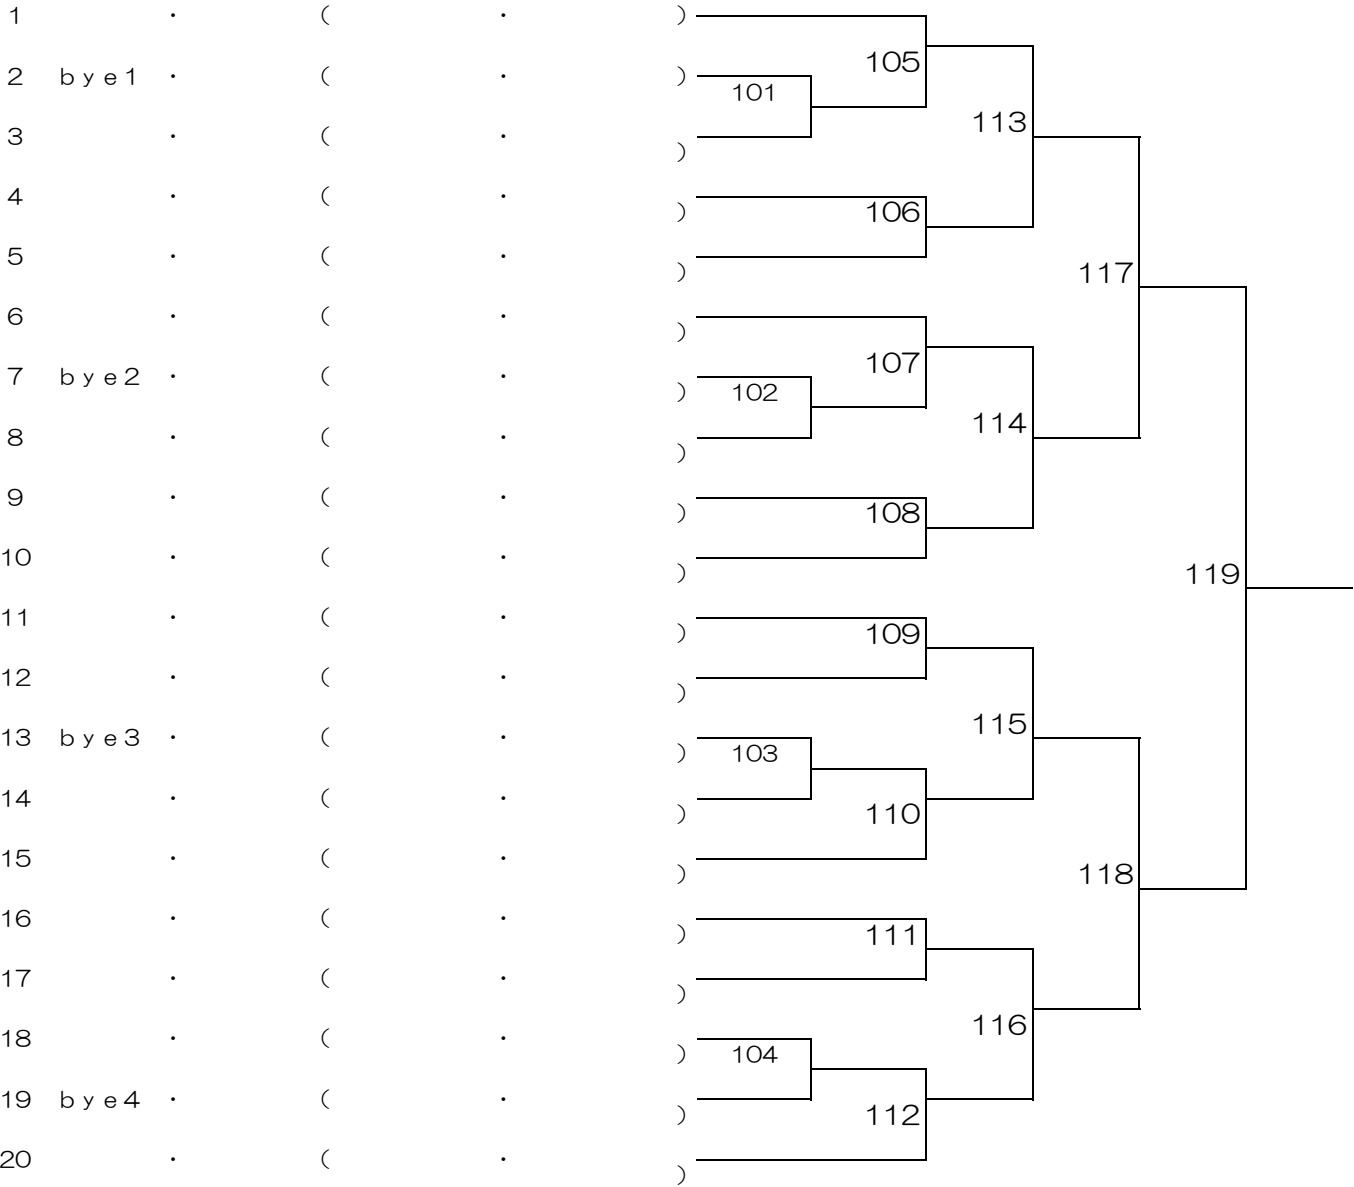 1 ・ ( ・ )
105
2 ｂｙｅ1 ・ ( ・ )
101
113
3 ・ ( ・ )
4 ・ ( ・ )
106
5 ・ ( ・ )
117
6 ・ ( ・ )
107
7 ｂｙｅ2 ・ ( ・ )
102
114
8 ・ ( ・ )
9 ・ ( ・ )
108
10 ・ ( ・ )
119
11 ・ ( ・ )
109
12 ・ ( ・ )
115
13 ｂｙｅ3 ・ ( ・ )
103
14 ・ ( ・ )
110
15 ・ ( ・ )
118
16 ・ ( ・ )
111
17 ・ ( ・ )
116
18 ・ ( ・ )
104
19 ｂｙｅ4 ・ ( ・ )
112
20 ・ ( ・ )